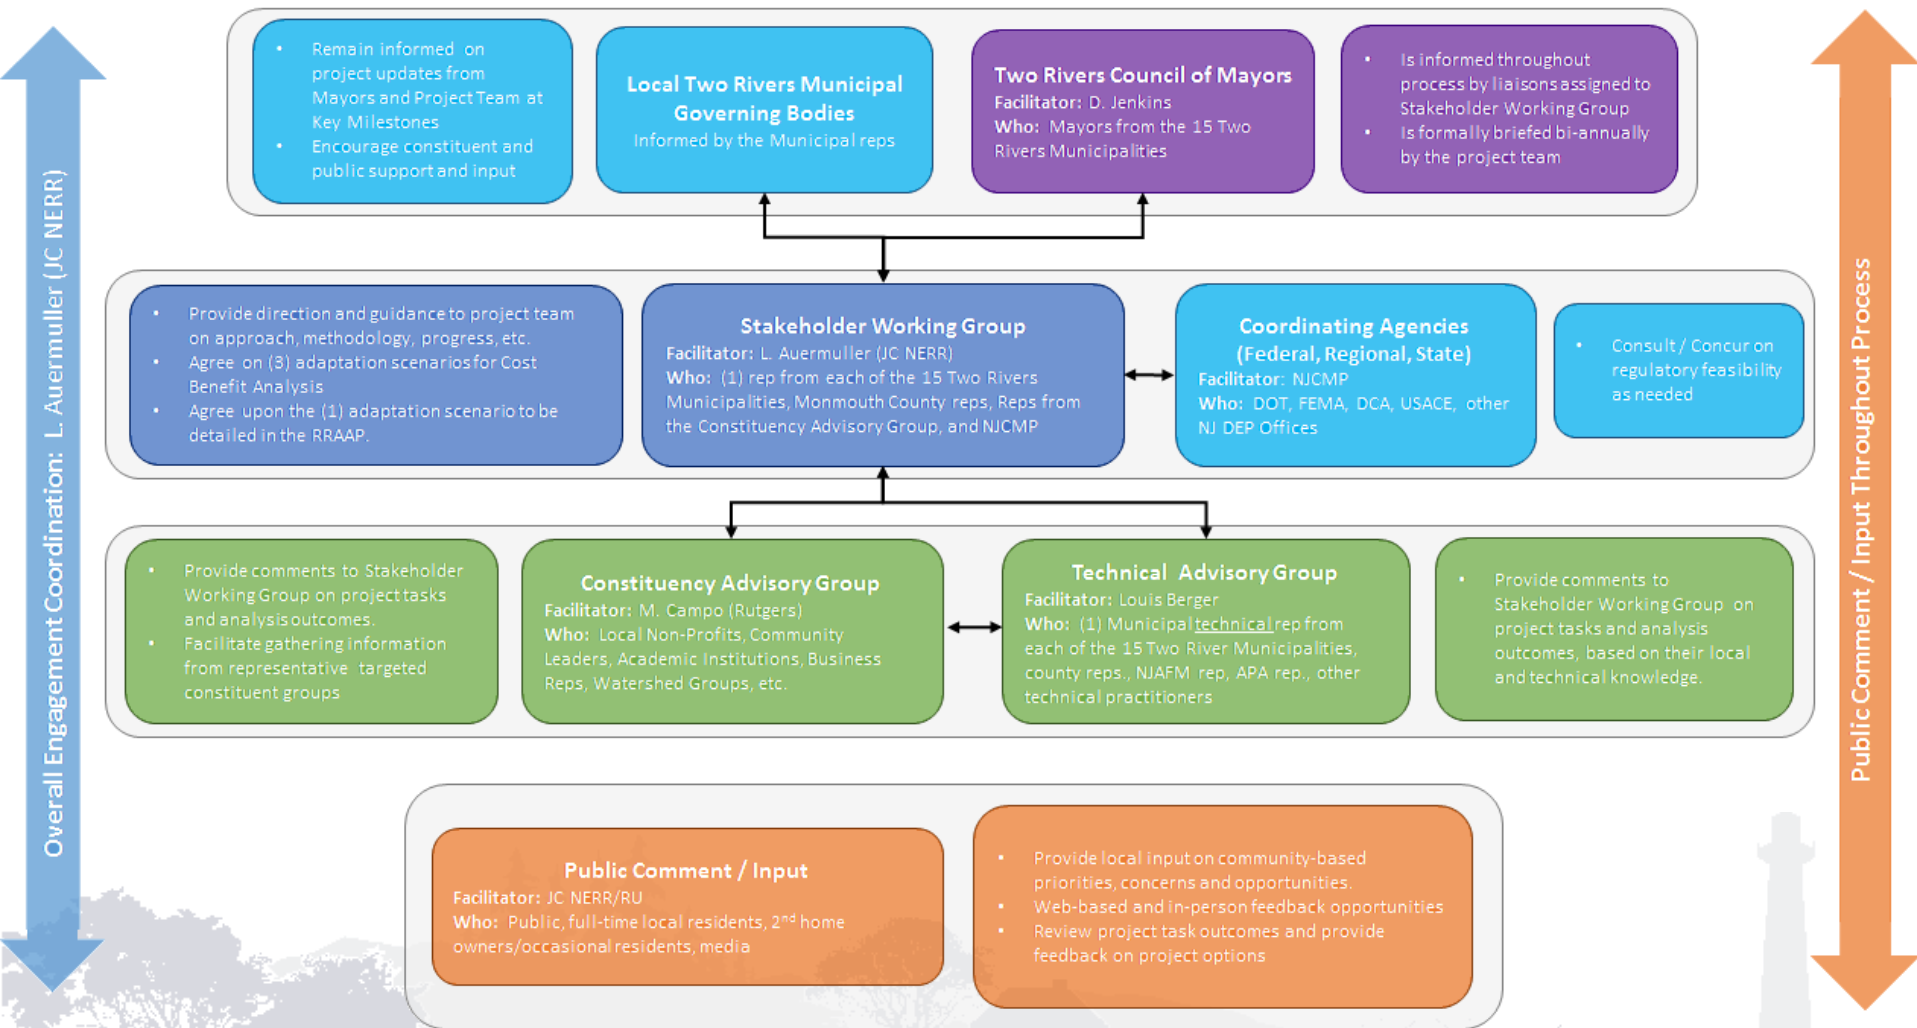 Overall Engagement Coordination:  L. Auermuller (JC NERR)
• Remain informed on
project updates from
Mayors and Project Team at
Key Milestones
• Encourage constituent and
public support and input
Local Two Rivers Municipal
Governing Bodies
Informed by the Municipal reps
Two Rivers Council of Mayors
Facilitator: D. Jenkins
Who: Mayors from the 15 Two
Rivers Municipalities
• Is informed throughout
process by liaisons assigned to
Stakeholder Working Group
• Is formally briefed bi-annually
by the project team
• Provide direction and guidance to project team
on approach, methodology, progress, etc.
• Agree on (3) adaptation scenarios for Cost
Benefit Analysis
• Agree upon the (1) adaptation scenario to be
detailed in the RRAAP.
Stakeholder Working Group
Facilitator: L. Auermuller (JC NERR)
Who: (1) rep from each of the 15 Two Rivers
Municipalities, Monmouth County reps, Reps from
the Constituency Advisory Group, and NJCMP
Coordinating Agencies
(Federal, Regional, State)
Facilitator: NJCMP
Who: DOT, FEMA, DCA, USACE, other
NJ DEP Offices
• Consult / Concur on
regulatory feasibility
as needed
• Provide comments to Stakeholder
Working Group on project tasks
and analysis outcomes.
• Facilitate gathering information
from representative targeted
constituent groups
Constituency Advisory Group
Facilitator: M. Campo (Rutgers)
Who: Local Non-Profits, Community
Leaders, Academic Institutions, Business
Reps, Watershed Groups, etc.
Technical Advisory Group
Facilitator: Louis Berger
Who: (1) Municipal technical rep from
each of the 15 Two River Municipalities,
county reps., NJAFM rep, APA rep., other
technical practitioners
• Provide comments to
Stakeholder Working Group on
project tasks and analysis
outcomes, based on their local
and technical knowledge.
Public Comment / Input
Facilitator: JC NERR/RU
Who: Public, full-time local residents, 2nd home
owners/occasional residents, media
• Provide local input on community-based
priorities, concerns and opportunities.
• Web-based and in-person feedback opportunities
• Review project task outcomes and provide
feedback on project options
Public Comment / Input Throughout Process